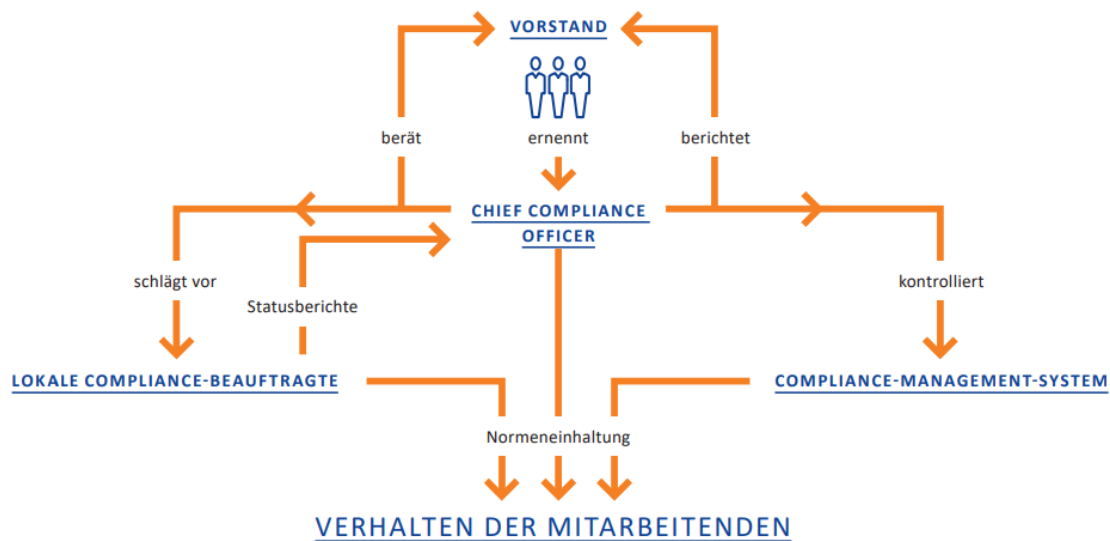 VORSTAND
berät
ernennt
berichtet
CHIEF COMPLIANCE
OFFICER
schlägt vor
kontrolliert
Statusberichte
LOKALE COMPLIANCE-BEAUFTRAGTE
COMPLIANCE-MANAGEMENT-SYSTEM
Normeneinhaltung
VERHALTEN DER MITARBEITENDEN